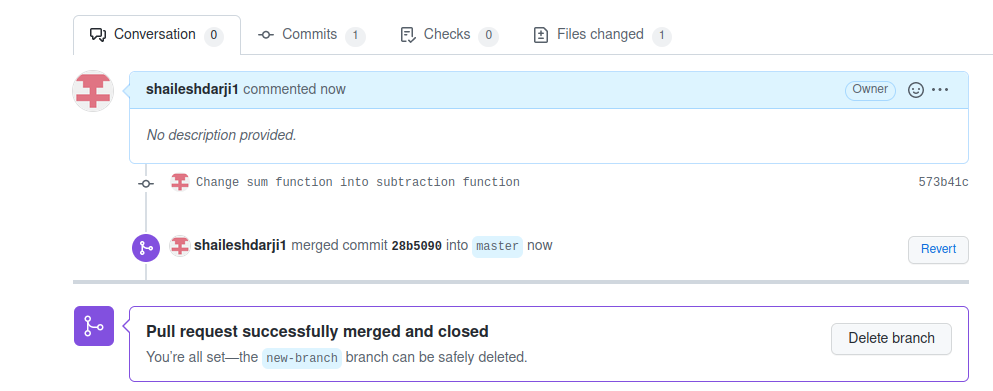 Conversation 0 Commits 1 Checks 0 Files changed 1
shaileshdarji1 commented now Owner
No description provided.
Change sum function into subtraction function 573b41c
shaileshdarji1 merged commit 28b5090 into master now Revert
Pull request successfully merged and closed
You're all set—the new-branch branch can be safely deleted.
Delete branch